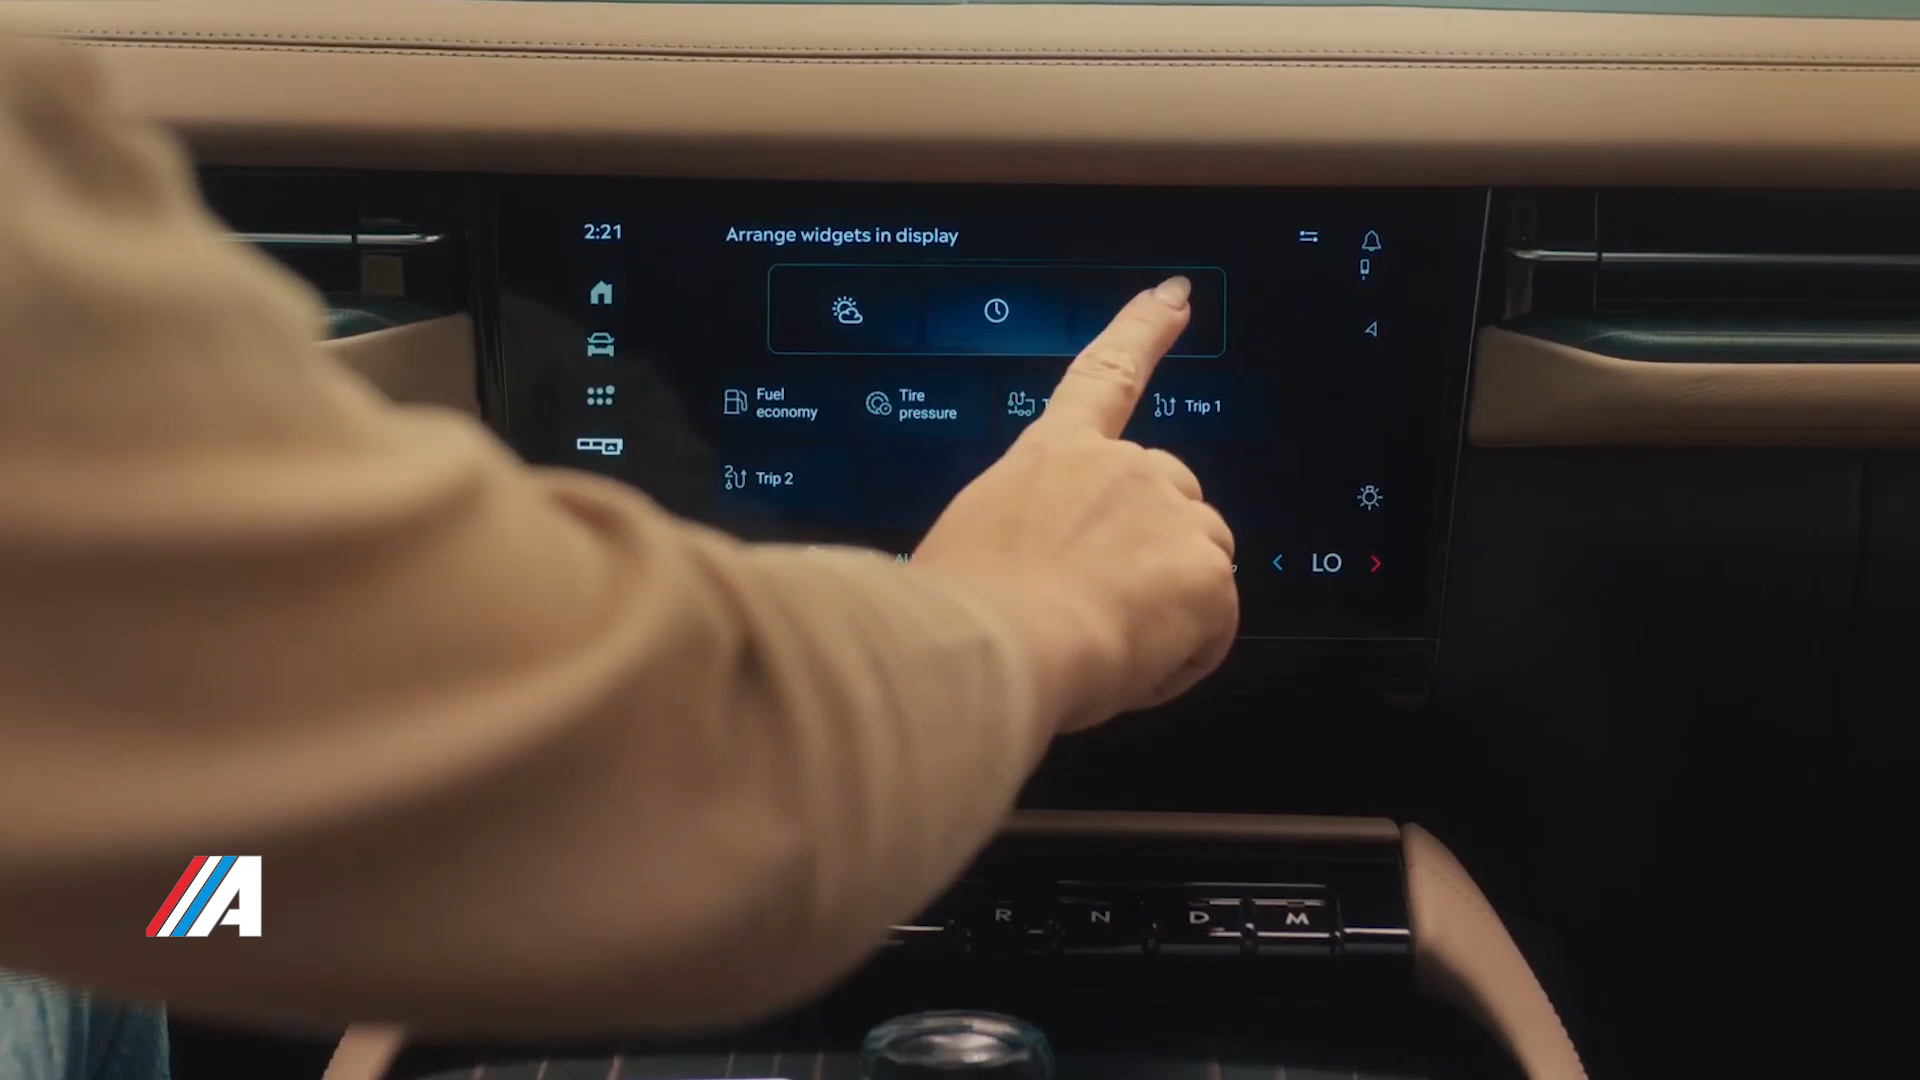 2:21
Arrange widgets in display
Fuel
economy
Tire
pressure
Trip 1
Trip 2
LO
R N D M
A